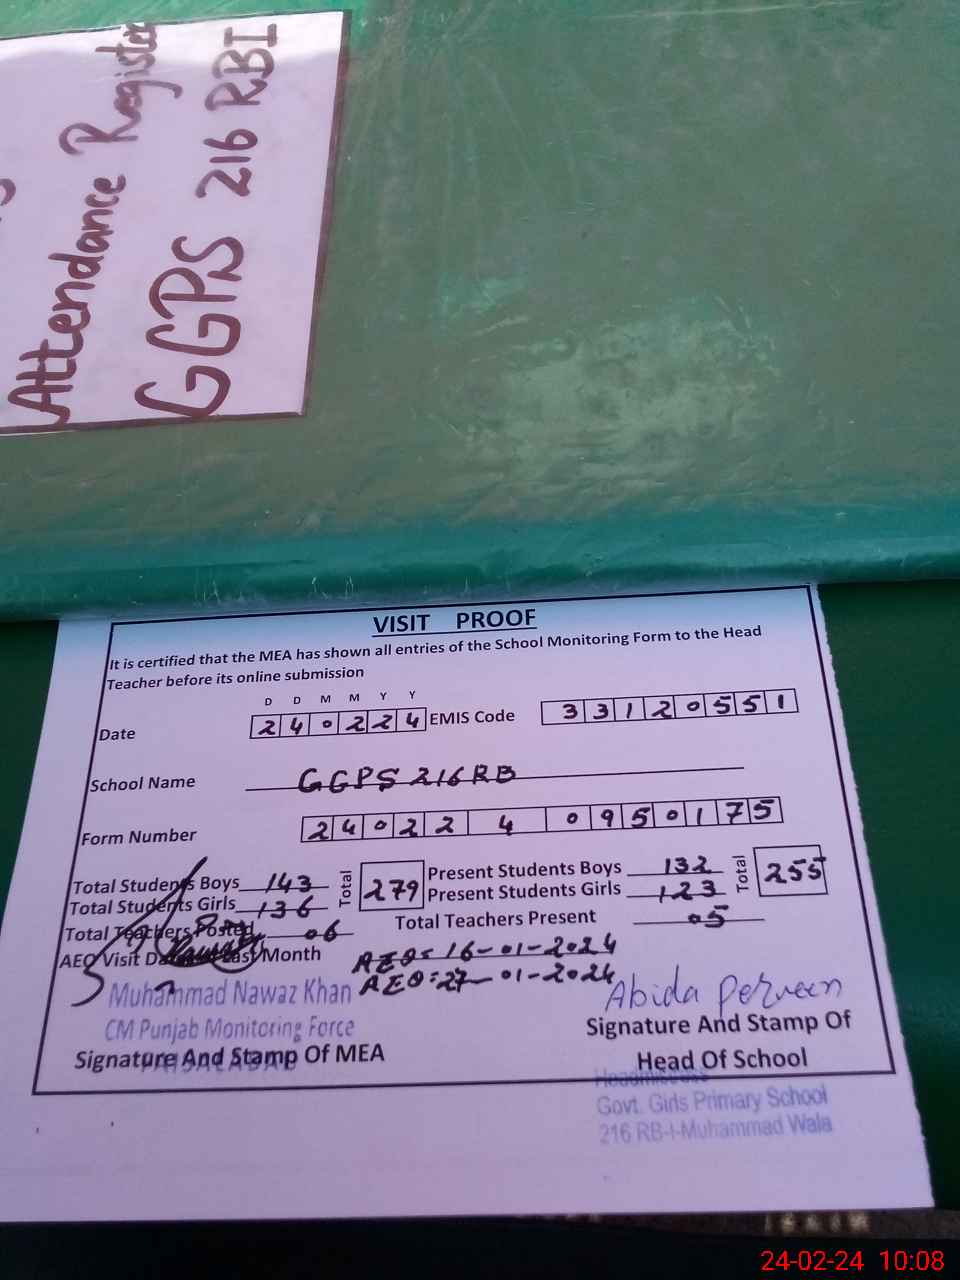 Attendance Register
GGPS 216 RBI
VISIT PROOF
It is certified that the MEA has shown all entries of the School Monitoring Form to the Head
Teacher before its online submission
D D M M Y Y
Date 240224 EMIS Code 33120551
School Name GGPS 216 RB
Form Number 240224 0950175
Total Students Boys 143 Total 279 Present Students Boys 132 Total 255
Total Students Girls 136 Present Students Girls 123
Total Teachers Posted 06 Total Teachers Present 05
AEO Visit Last Month AEO = 16-01-2024
AEO = 27-01-2024
Muhammad Nawaz Khan Abida Perveen
CM Punjab Monitoring Force Signature And Stamp Of
Signature And Stamp Of MEA Head Of School
FAISALABAD
Headmistress
Govt. Girls Primary School
216 RB-I-Muhammad Wala
24-02-24 10:08